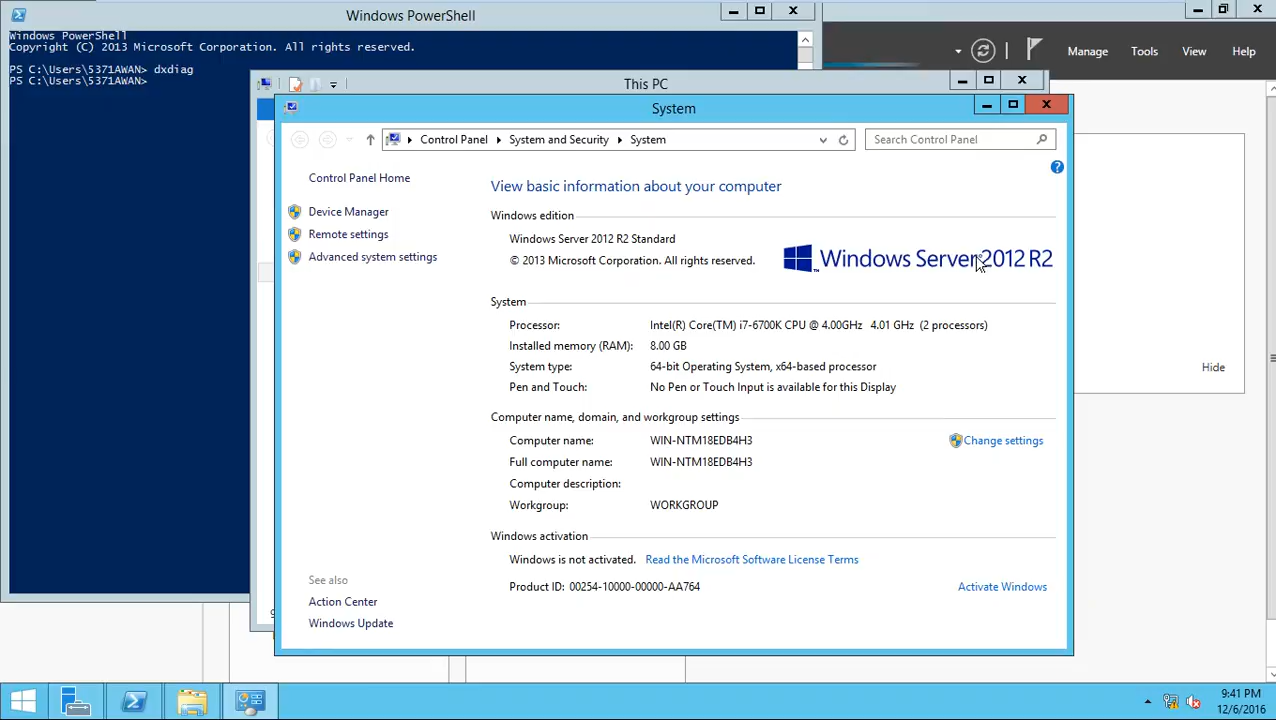 Windows PowerShell
Windows PowerShell
Copyright (C) 2013 Microsoft Corporation. All rights reserved.
PS C:\Users\5371AWAN> dxdiag
PS C:\Users\5371AWAN>
Manage Tools View Help
This PC
System
Control Panel System and Security System
Search Control Panel
Control Panel Home
Device Manager
Remote settings
Advanced system settings
View basic information about your computer
Windows edition
Windows Server 2012 R2 Standard
© 2013 Microsoft Corporation. All rights reserved.
Windows Server 2012 R2
System
Processor: Intel(R) Core(TM) i7-6700K CPU @ 4.00GHz 4.01 GHz (2 processors)
Installed memory (RAM): 8.00 GB
System type: 64-bit Operating System, x64-based processor
Pen and Touch: No Pen or Touch Input is available for this Display
Computer name, domain, and workgroup settings
Computer name: WIN-NTM18EDB4H3
Change settings
Full computer name: WIN-NTM18EDB4H3
Computer description:
Workgroup: WORKGROUP
Windows activation
Windows is not activated. Read the Microsoft Software License Terms
Product ID: 00254-10000-00000-AA764
Activate Windows
See also
Action Center
Windows Update
Hide
9:41 PM
12/6/2016